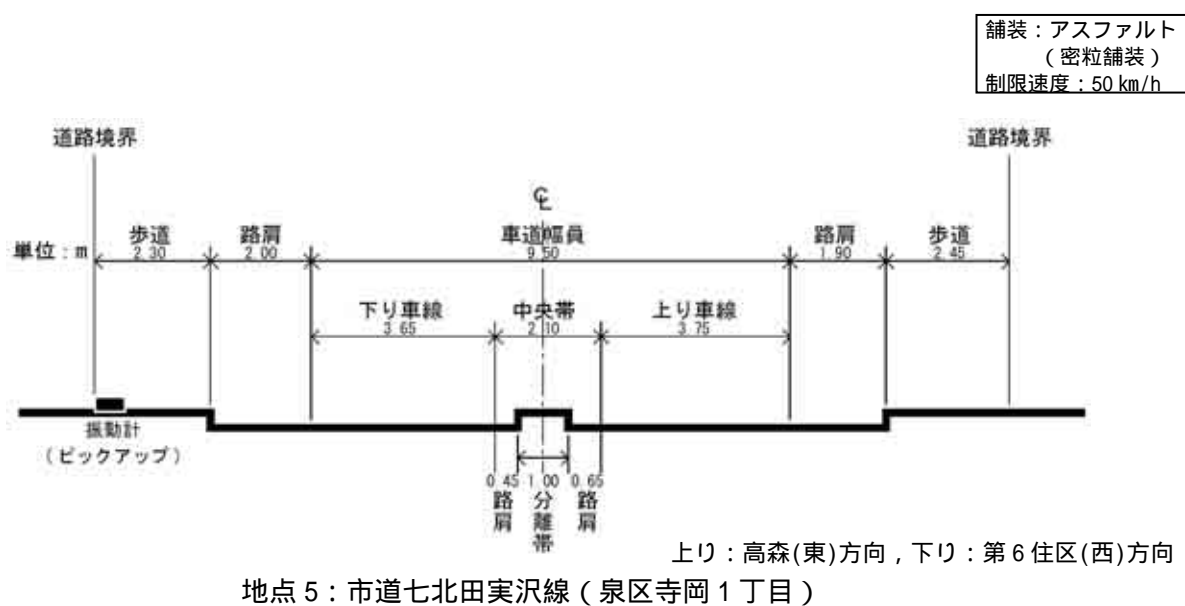 舗装：アスファルト
（密粒舗装）
制限速度：50 km/h
道路境界
道路境界
℄
歩道
路肩
車道幅員
路肩
歩道
単位：m
2.30
2.00
9.50
1.90
2.45
下り車線
中央帯
上り車線
3.65
2.10
3.75
振動計
（ピックアップ）
0.45
1.00
0.65
路肩
分離帯
路肩
上り：高森(東)方向，下り：第6住区(西)方向
地点5：市道七北田実沢線（泉区寺岡1丁目）